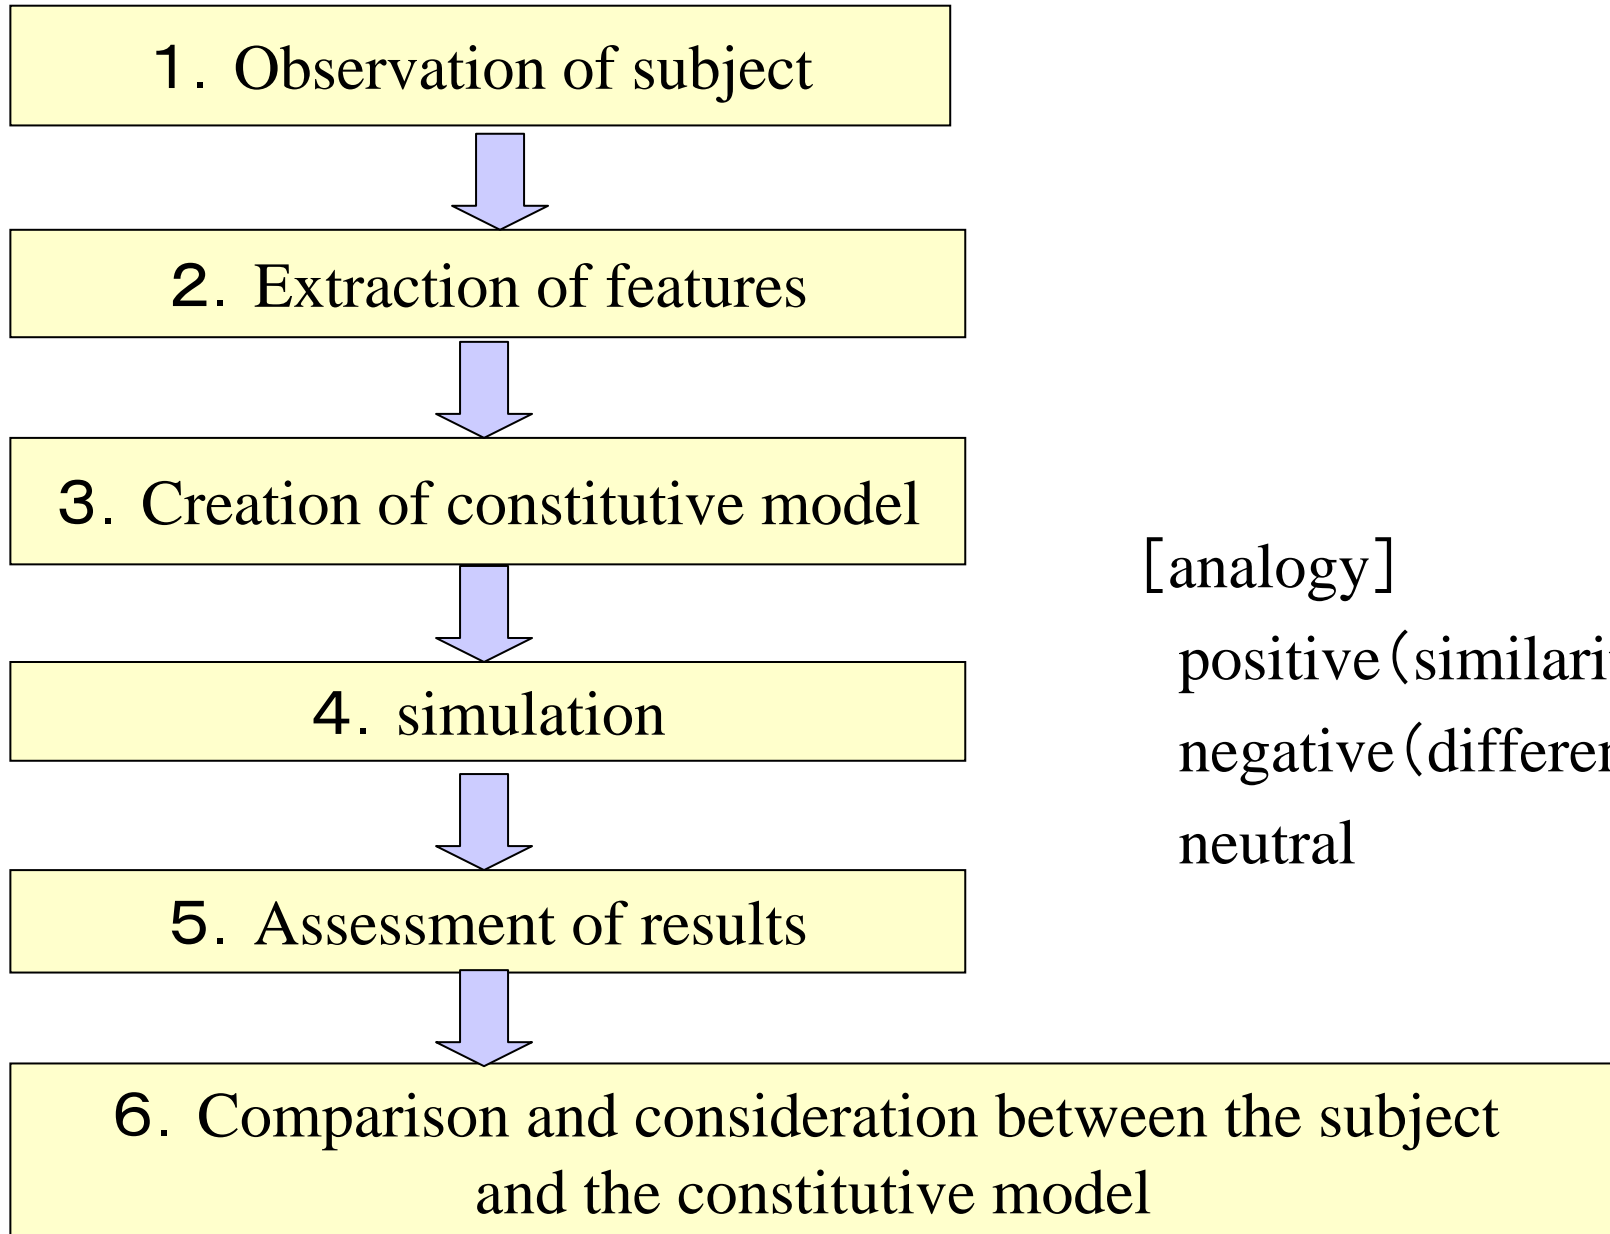 １．Observation of subject
２．Extraction of features
３．Creation of constitutive model
４．simulation
５．Assessment of results
６．Comparison and consideration between the subject
and the constitutive model
［analogy］
positive（
negative（
neutral